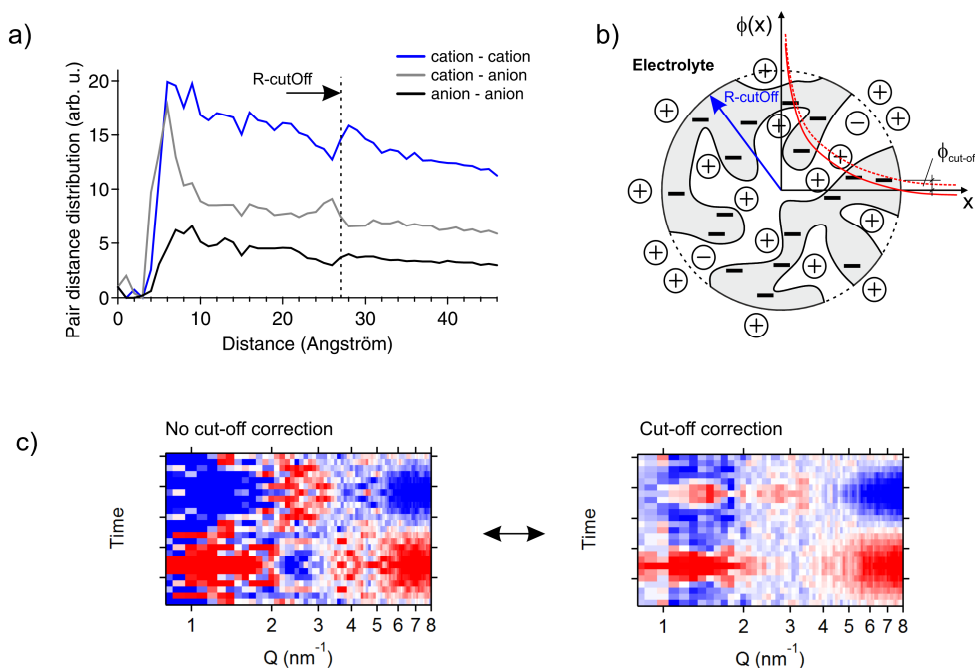 a)
cation - cation
cation - anion
anion - anion
R-cutOff
Pair distance distribution (arb. u.)
20
15
10
5
0
0
10
20
30
40
Distance (Angström)
b)
ϕ(x)
Electrolyte
R-cutOff
ϕcut-of
x
c)
No cut-off correction
Time
1
2
3
4
5
6
7
8
Q (nm⁻¹)
Cut-off correction
Time
1
2
3
4
5
6
7
8
Q (nm⁻¹)